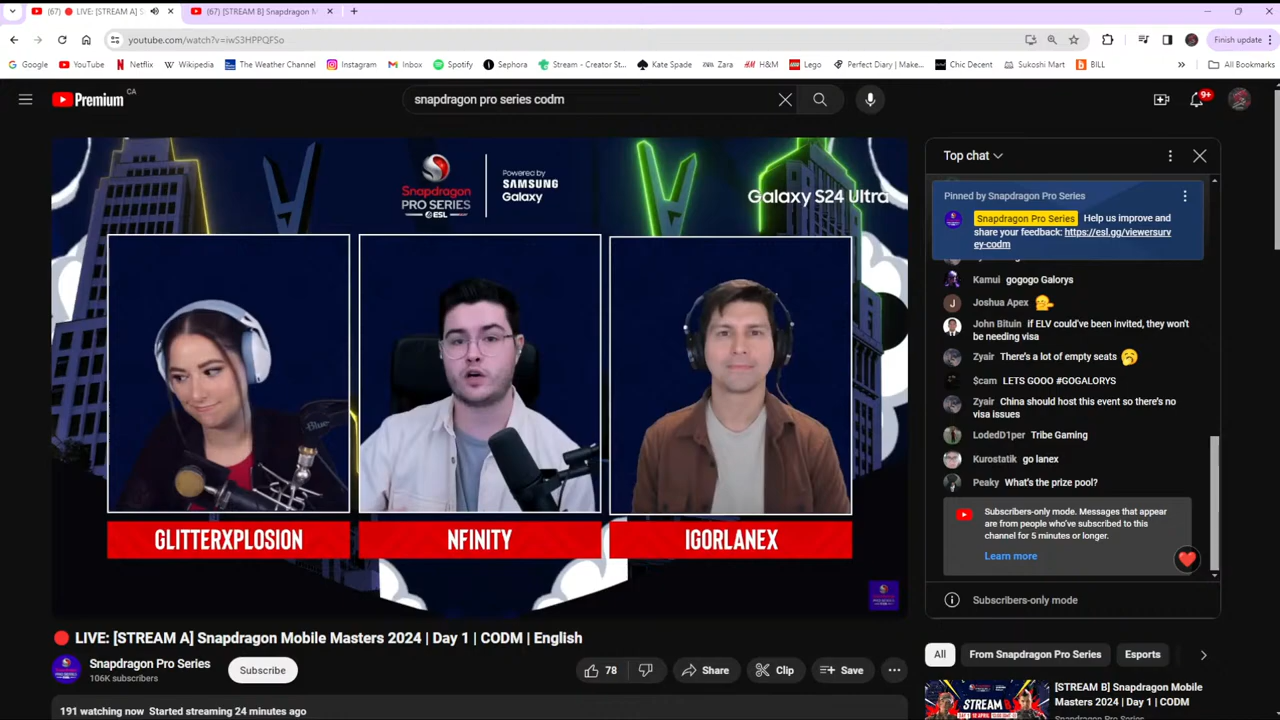 (67) 🔴 LIVE: [STREAM A] S
(67) [STREAM B] Snapdragon M
youtube.com/watch?v=iwS3HPPQFSo
Finish update
Google YouTube Netflix Wikipedia The Weather Channel Instagram Inbox Spotify Sephora Stream - Creator St... Kate Spade Zara H&M Lego Perfect Diary | Make... Chic Decent Sukoshi Mart BILL All Bookmarks
Premium CA
snapdragon pro series codm
9+
Snapdragon
PRO SERIES
ESL
Powered by
SAMSUNG
Galaxy
Galaxy S24 Ultra
GLITTERXPLOSION
NFINITY
IGORLANEX
Top chat
Pinned by Snapdragon Pro Series
Snapdragon Pro Series Help us improve and
share your feedback: https://esl.gg/viewersurv
ey-codm
Kamui gogogo Galorys
Joshua Apex
John Bituin if ELV could've been invited, they won't
be needing visa
Zyair There's a lot of empty seats 🥱
$cam LETS GOOO #GOGALORYS
Zyair China should host this event so there's no
visa issues
LodedD1per Tribe Gaming
Kurostatik go lanex
Peaky What's the prize pool?
Subscribers-only mode. Messages that appear
are from people who've subscribed to this
channel for 5 minutes or longer.
Learn more
Subscribers-only mode
🔴 LIVE: [STREAM A] Snapdragon Mobile Masters 2024 | Day 1 | CODM | English
Snapdragon Pro Series
106K subscribers
Subscribe
78
Share
Clip
Save
191 watching now Started streaming 24 minutes ago
All From Snapdragon Pro Series Esports
[STREAM B] Snapdragon Mobile
Masters 2024 | Day 1 | CODM
Snapdragon Pro Series